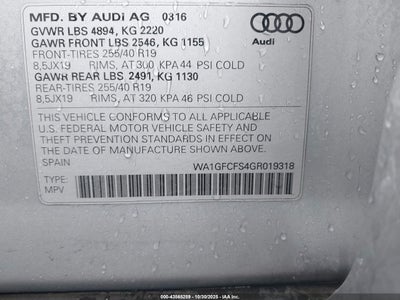 MFD. BY AUDI AG 0316
GVWR LBS 4894, KG 2220
GAWR FRONT LBS 2546, KG 1155
FRONT-TIRES 255/40 R19
8,5JX19 RIMS, AT 300 KPA 44 PSI COLD
GAWR REAR LBS 2491, KG 1130
REAR-TIRES 255/40 R19
8,5JX19 RIMS, AT 320 KPA 46 PSI COLD
Audi
THIS VEHICLE CONFORMS TO ALL APPLICABLE
U.S. FEDERAL MOTOR VEHICLE SAFETY AND
THEFT PREVENTION STANDARDS IN EFFECT ON THE
DATE OF MANUFACTURE SHOWN ABOVE.
SPAIN WA1GFCFS4GR019318
TYPE:
MPV
000-43565259 - (10/30/2025 - IAAI.COM)